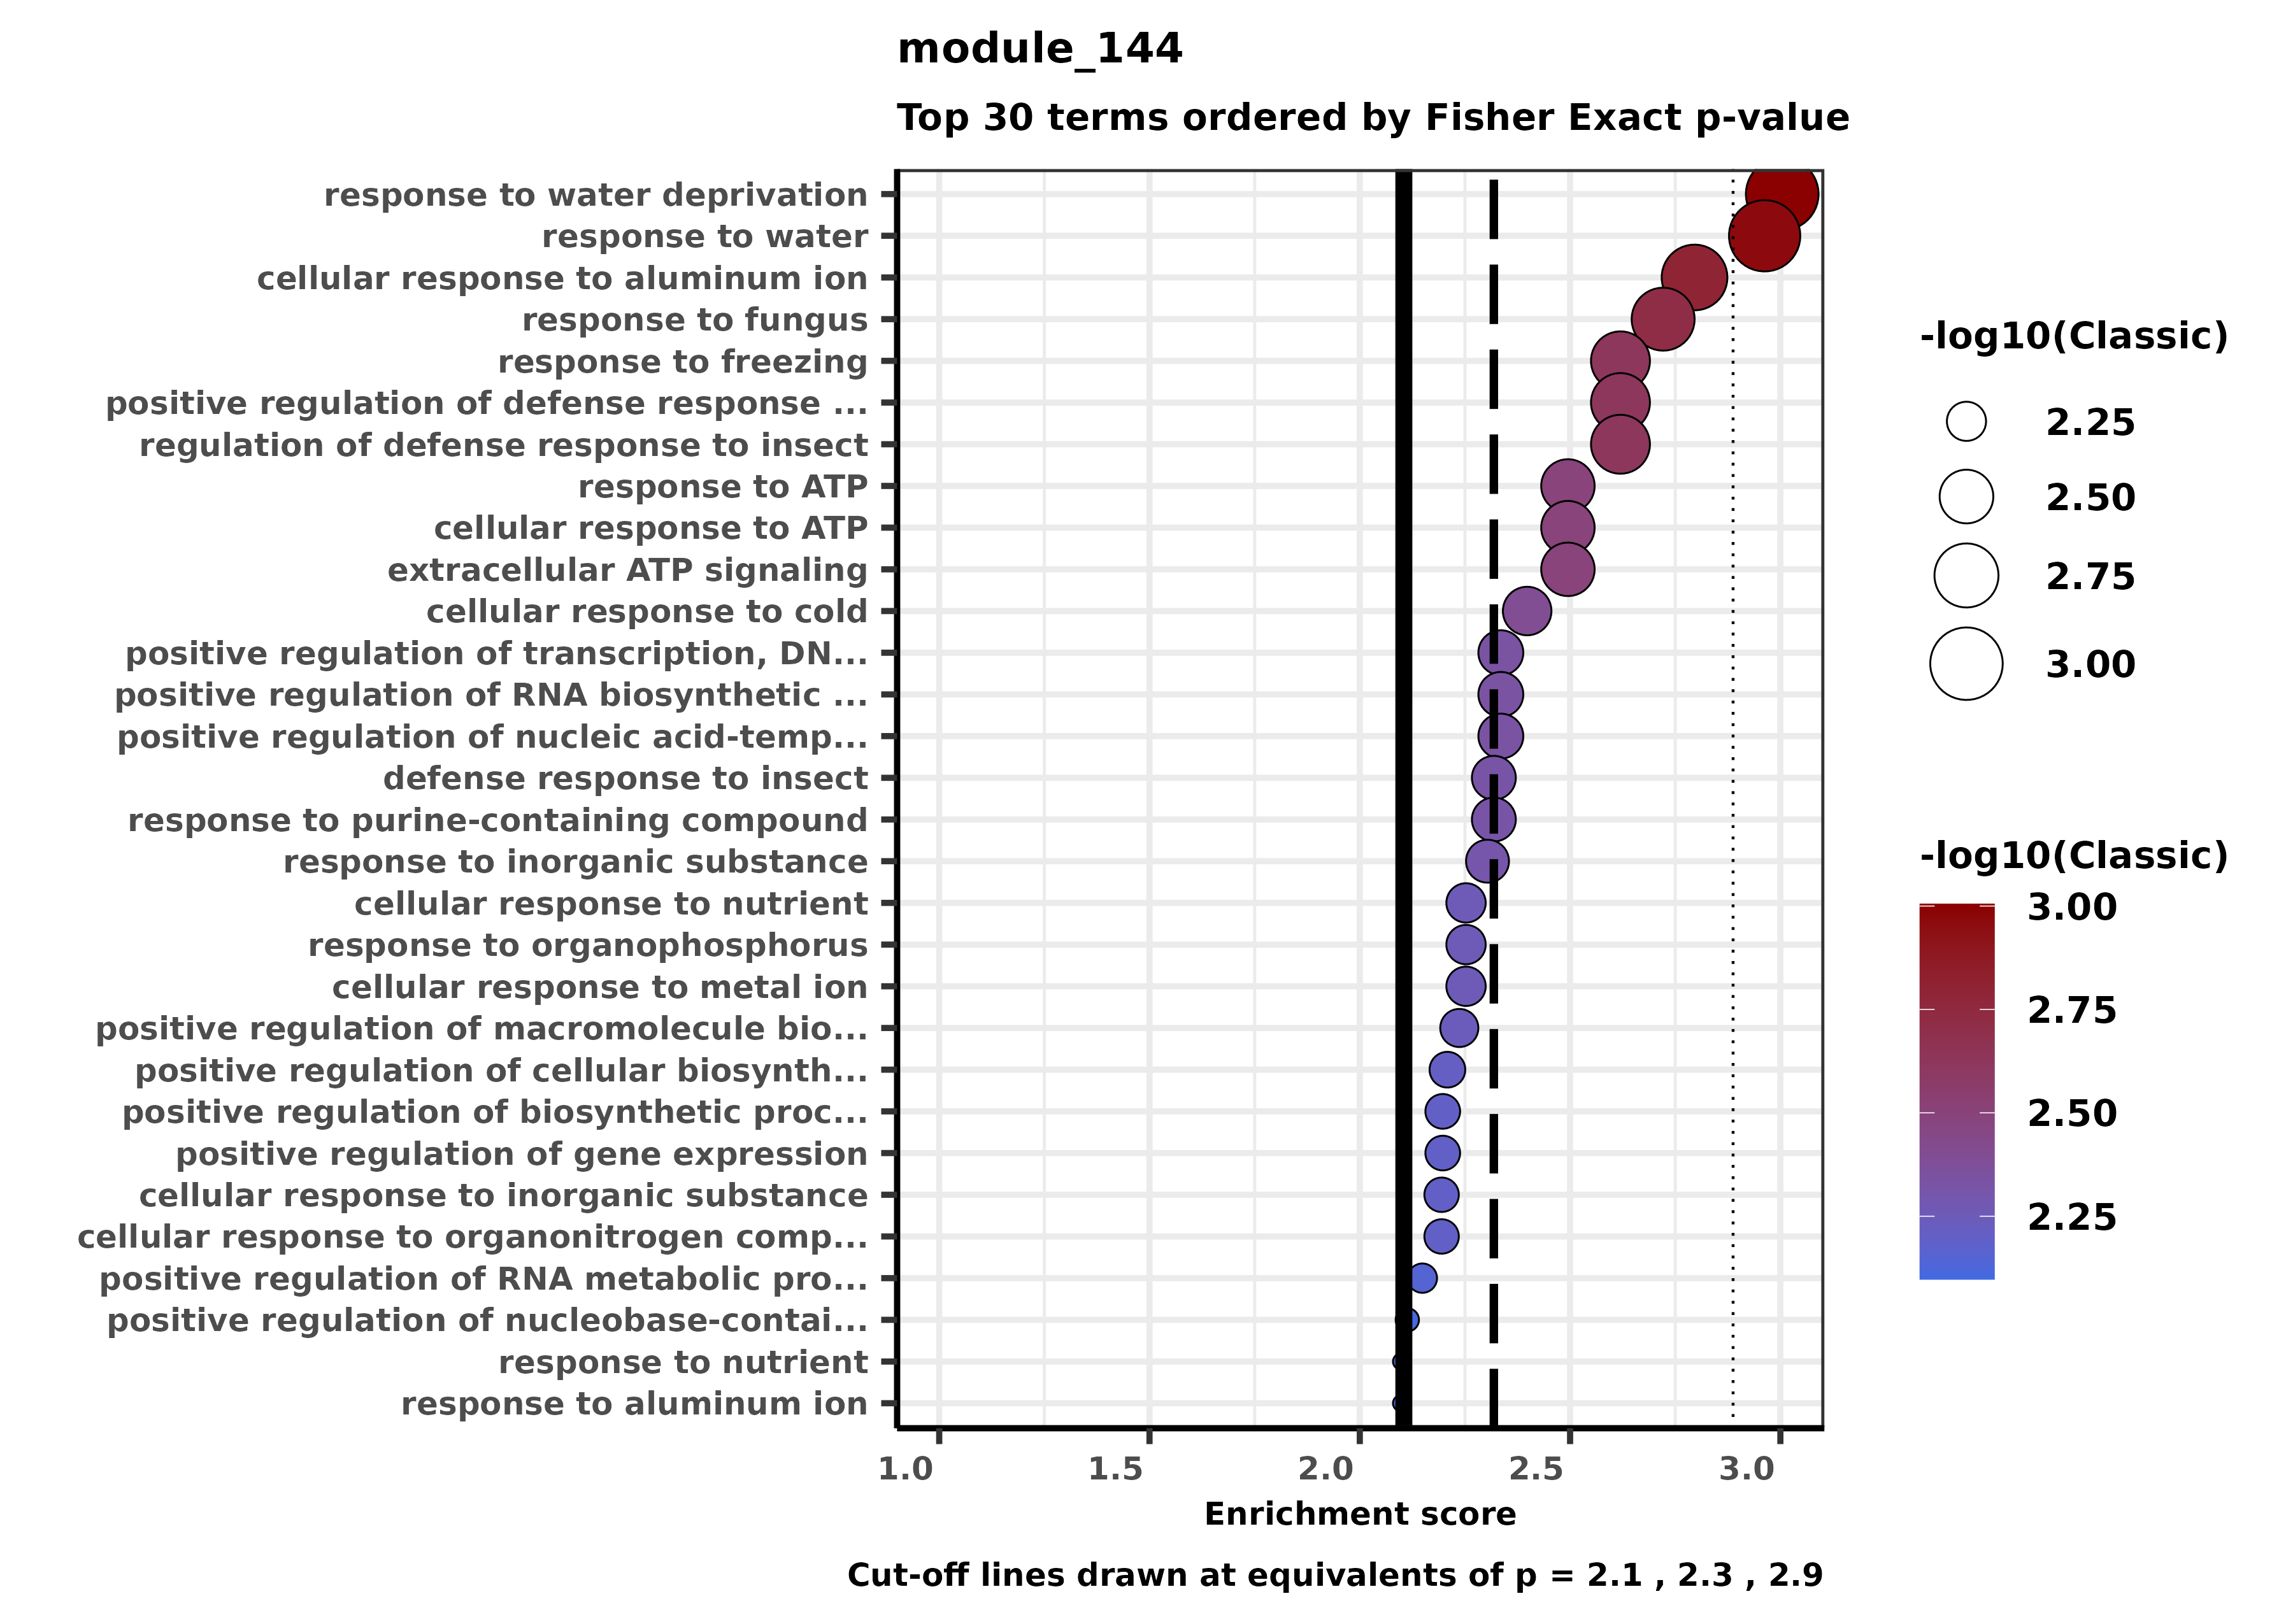 module_144
Top 30 terms ordered by Fisher Exact p-value
response to water deprivation
response to water
cellular response to aluminum ion
response to fungus
response to freezing
positive regulation of defense response ...
regulation of defense response to insect
response to ATP
cellular response to ATP
extracellular ATP signaling
cellular response to cold
positive regulation of transcription, DN...
positive regulation of RNA biosynthetic ...
positive regulation of nucleic acid-temp...
defense response to insect
response to purine-containing compound
response to inorganic substance
cellular response to nutrient
response to organophosphorus
cellular response to metal ion
positive regulation of macromolecule bio...
positive regulation of cellular biosynth...
positive regulation of biosynthetic proc...
positive regulation of gene expression
cellular response to inorganic substance
cellular response to organonitrogen comp...
positive regulation of RNA metabolic pro...
positive regulation of nucleobase-contai...
response to nutrient
response to aluminum ion
1.0 1.5 2.0 2.5 3.0
Enrichment score
Cut-off lines drawn at equivalents of p = 2.1 , 2.3 , 2.9
-log10(Classic)
2.25
2.50
2.75
3.00
-log10(Classic)
3.00
2.75
2.50
2.25